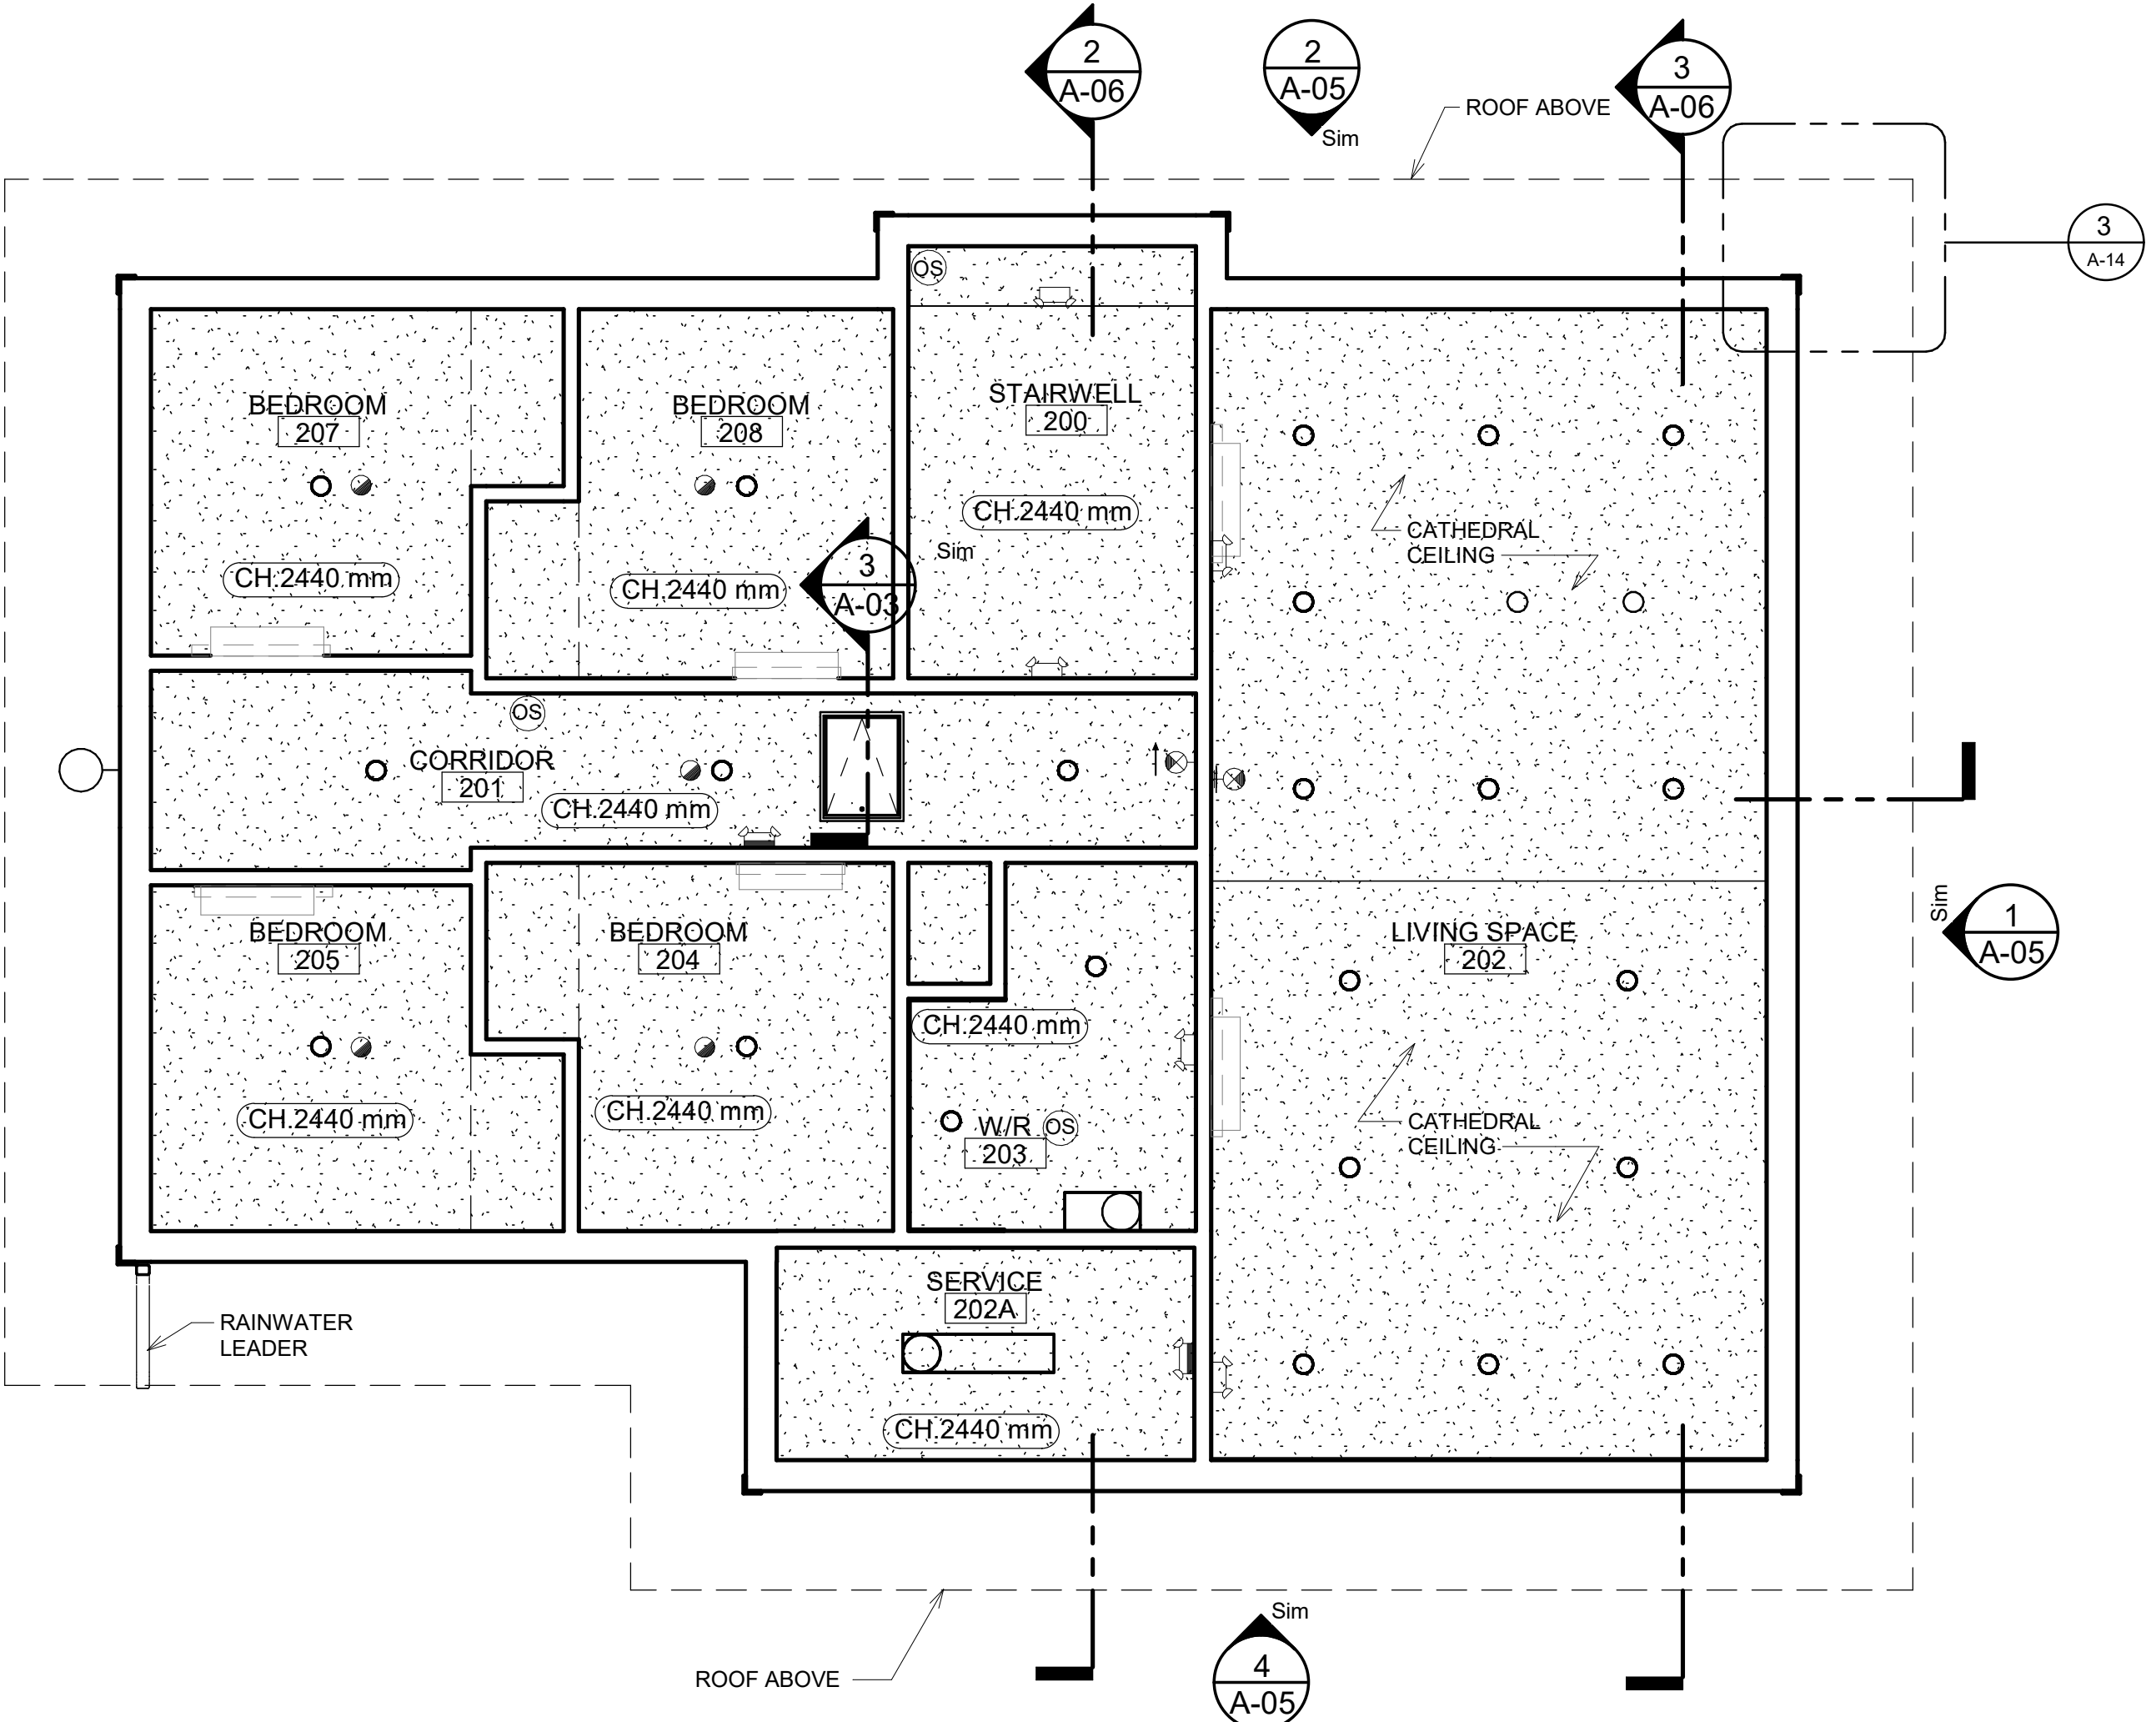 2
A-06
2
A-05
Sim
3
A-06
ROOF ABOVE
3
A-14
OS
BEDROOM
207
BEDROOM
208
STAIRWELL
200
CH.2440 mm
CATHEDRAL
CEILING
Sim
3
A-03
CH.2440 mm
CH.2440 mm
OS
CORRIDOR
201
CH.2440 mm
BEDROOM
205
BEDROOM
204
LIVING SPACE
202
Sim
1
A-05
CH.2440 mm
CH.2440 mm
CH.2440 mm
W/R
203
OS
CATHEDRAL
CEILING
SERVICE
202A
RAINWATER
LEADER
CH.2440 mm
Sim
4
A-05
ROOF ABOVE